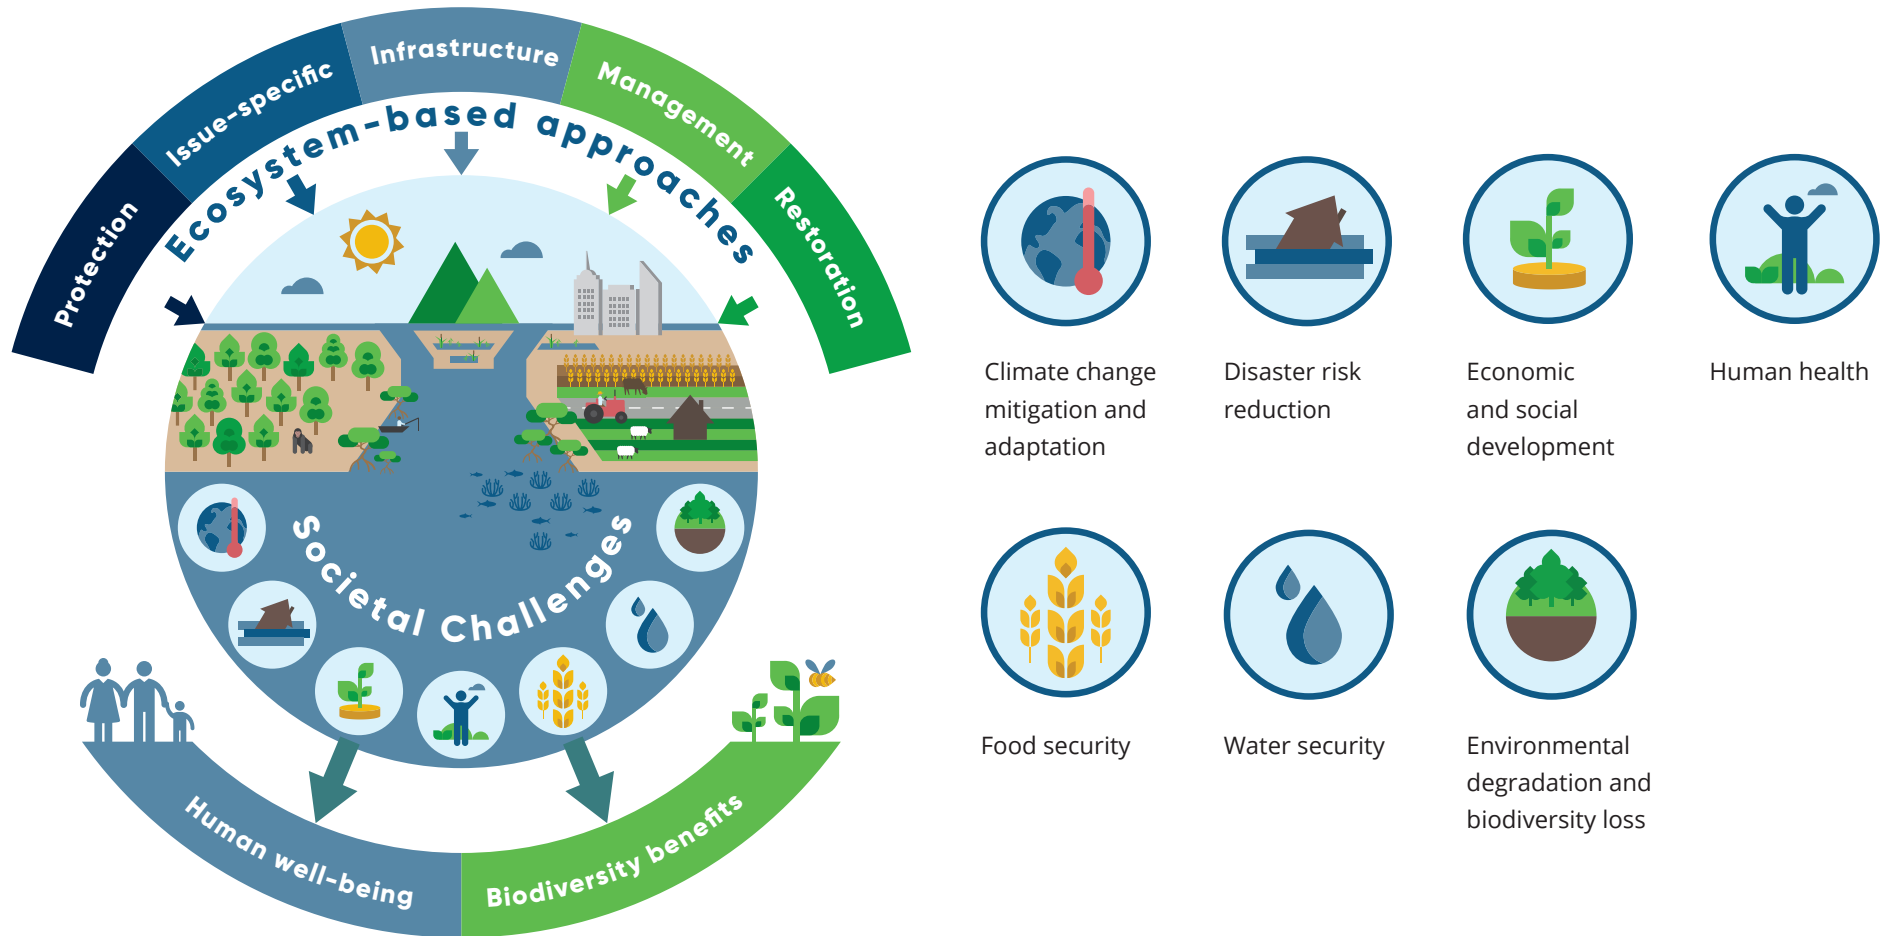 Protection
Issue-specific
Infrastructure
Management
Restoration
Ecosystem-based approaches
Societal Challenges
Human well-being
Biodiversity benefits
Climate change
mitigation and
adaptation
Disaster risk
reduction
Economic
and social
development
Human health
Food security
Water security
Environmental
degradation and
biodiversity loss